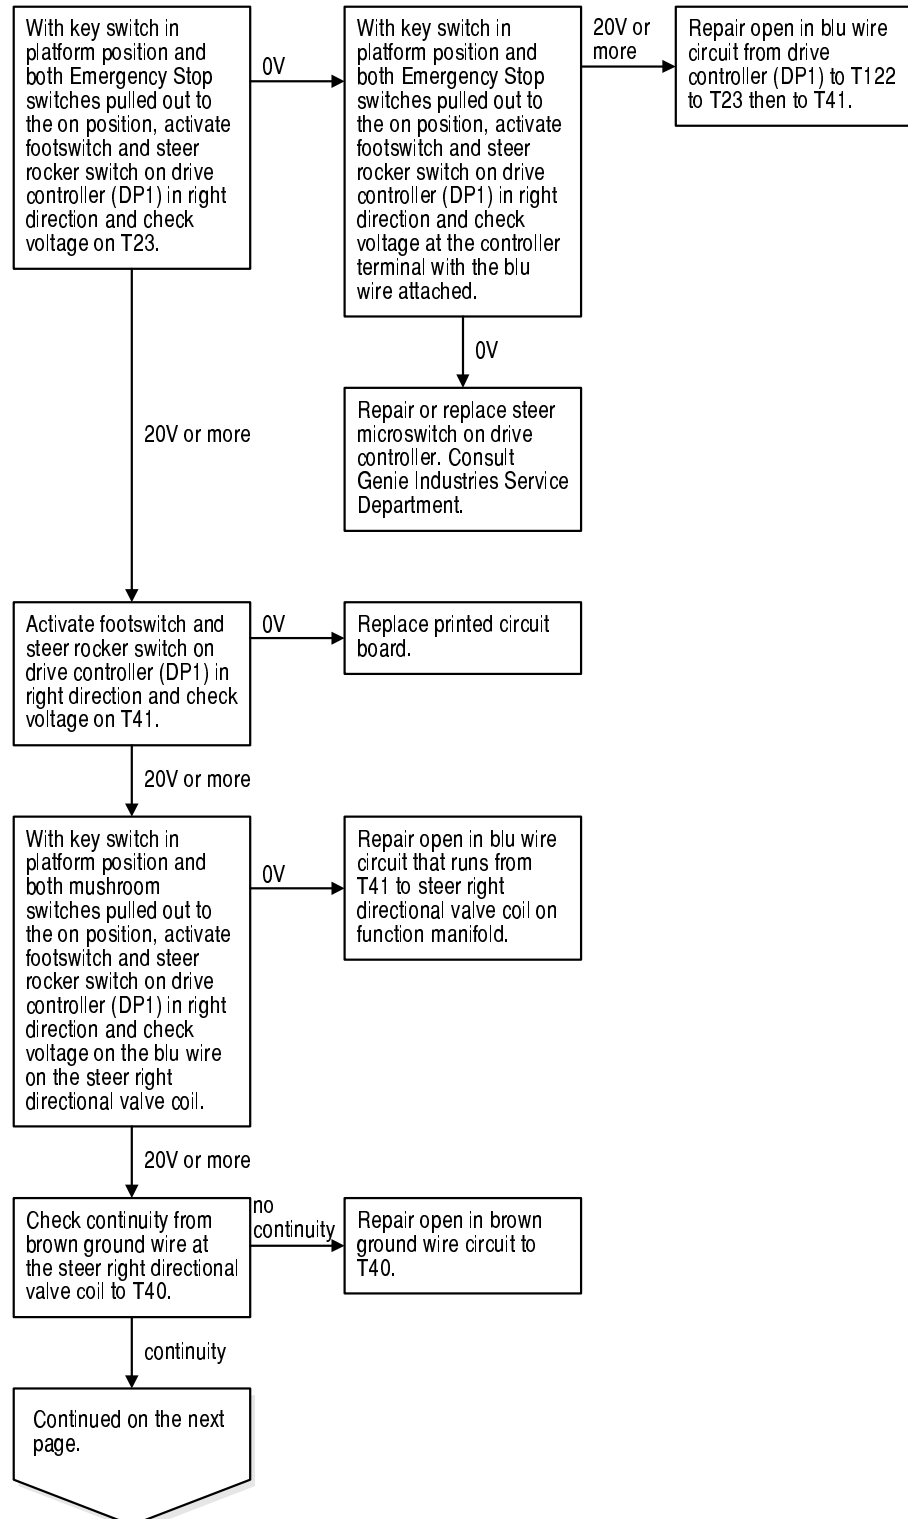 With key switch in
platform position and
both Emergency Stop
switches pulled out to
the on position, activate
footswitch and steer
rocker switch on drive
controller (DP1) in right
direction and check
voltage on T23.
0V
With key switch in
platform position and
both Emergency Stop
switches pulled out to
the on position, activate
footswitch and steer
rocker switch on drive
controller (DP1) in right
direction and check
voltage at the controller
terminal with the blu
wire attached.
20V or
more
Repair open in blu wire
circuit from drive
controller (DP1) to T122
to T23 then to T41.
0V
Repair or replace steer
microswitch on drive
controller. Consult
Genie Industries Service
Department.
20V or more
Activate footswitch and
steer rocker switch on
drive controller (DP1) in
right direction and check
voltage on T41.
0V
Replace printed circuit
board.
20V or more
With key switch in
platform position and
both mushroom
switches pulled out to
the on position, activate
footswitch and steer
rocker switch on drive
controller (DP1) in right
direction and check
voltage on the blu wire
on the steer right
directional valve coil.
0V
Repair open in blu wire
circuit that runs from
T41 to steer right
directional valve coil on
function manifold.
20V or more
Check continuity from
brown ground wire at
the steer right directional
valve coil to T40.
no
continuity
Repair open in brown
ground wire circuit to
T40.
continuity
Continued on the next
page.